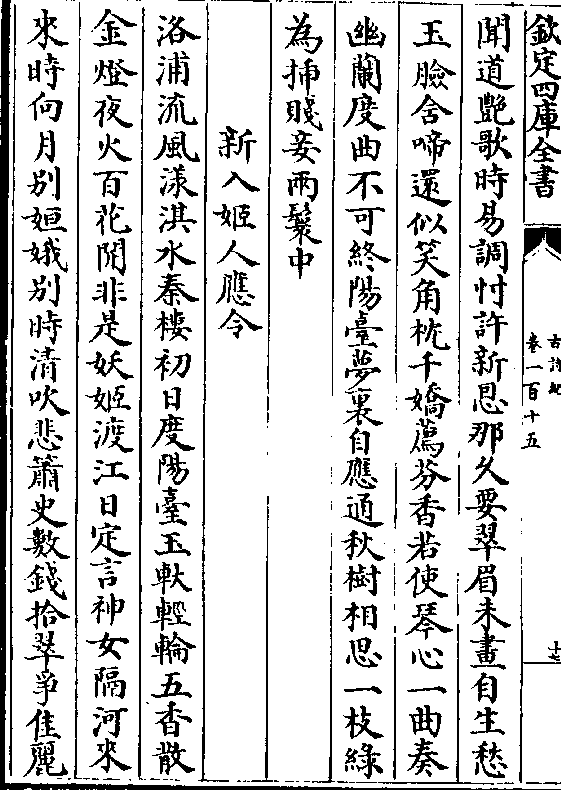 欽定四庫全書
古詩紀
卷一百十五
十七
聞道艶歌時易調忖許新思那久要翠眉未畫自生愁
玉臉含啼還似笑角枕千嬌薦芬香若使琴心一曲奏
幽蘭度曲不可終陽臺夢裏自應通秋樹相思一枝緑
為揷賤妾兩鬟中
新入姬人應令
洛浦流風漾淇水秦樓初日度陽臺玉軑輕輪五香散
金燈夜火百花開非是妖姬渡江日定言神女隔河來
來時向月别姮娥别時清吹悲簫史數錢拾翠爭佳麗